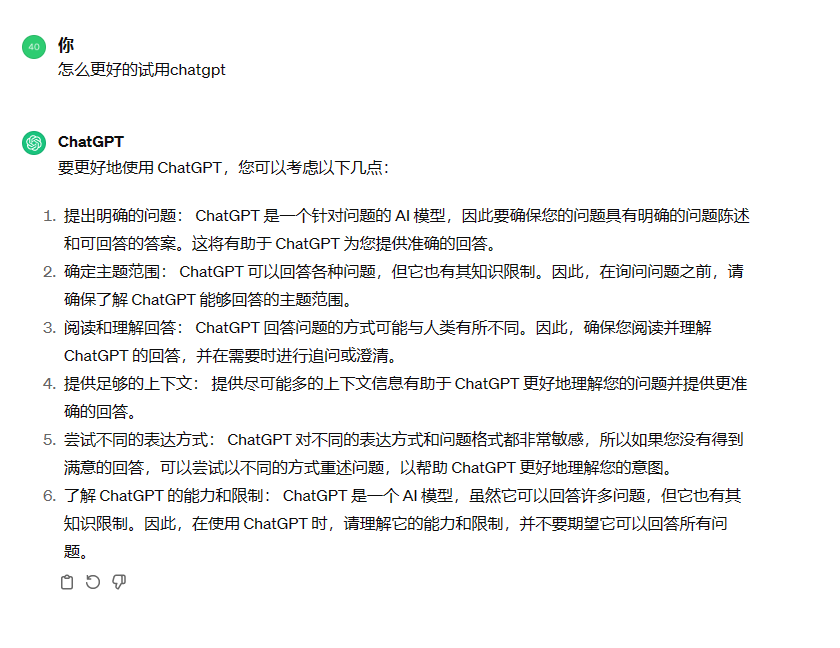 40
你
怎么更好的试用chatgpt
ChatGPT
要更好地使用 ChatGPT，您可以考虑以下几点：
1. 提出明确的问题： ChatGPT 是一个针对问题的 AI 模型，因此要确保您的问题具有明确的问题陈述
和可回答的答案。这将有助于 ChatGPT 为您提供准确的回答。
2. 确定主题范围： ChatGPT 可以回答各种问题，但它也有其知识限制。因此，在询问问题之前，请
确保了解 ChatGPT 能够回答的主题范围。
3. 阅读和理解回答： ChatGPT 回答问题的方式可能与人类有所不同。因此，确保您阅读并理解
ChatGPT 的回答，并在需要时进行追问或澄清。
4. 提供足够的上下文： 提供尽可能多的上下文信息有助于 ChatGPT 更好地理解您的问题并提供更准
确的回答。
5. 尝试不同的表达方式： ChatGPT 对不同的表达方式和问题格式都非常敏感，所以如果您没有得到
满意的回答，可以尝试以不同的方式重述问题，以帮助 ChatGPT 更好地理解您的意图。
6. 了解 ChatGPT 的能力和限制： ChatGPT 是一个 AI 模型，虽然它可以回答许多问题，但它也有其
知识限制。因此，在使用 ChatGPT 时，请理解它的能力和限制，并不要期望它可以回答所有问
题。